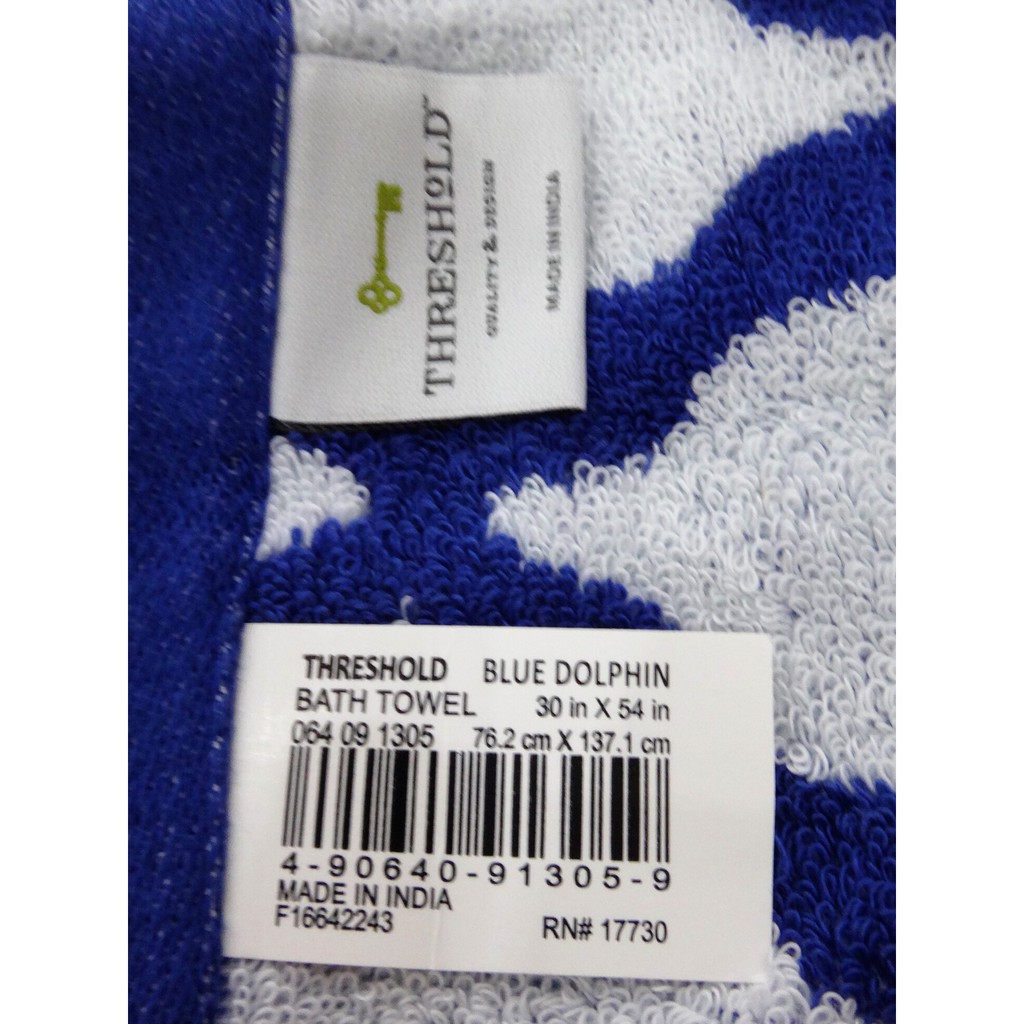 THRESHOLD™
QUALITY & DESIGN
MADE IN INDIA
THRESHOLD BLUE DOLPHIN
BATH TOWEL 30 in X 54 in
064 09 1305 76.2 cm X 137.1 cm
4-90640-91305-9
MADE IN INDIA
F16642243 RN# 17730